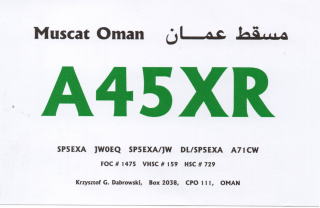 Muscat Oman مسقط عمان
A45XR
SP5EXA JW0EQ SP5EXA/JW DL/SP5EXA A71CW
FOC # 1475 VHSC # 159 HSC # 729
Krzysztof G. Dabrowski, Box 2038, CPO 111, OMAN